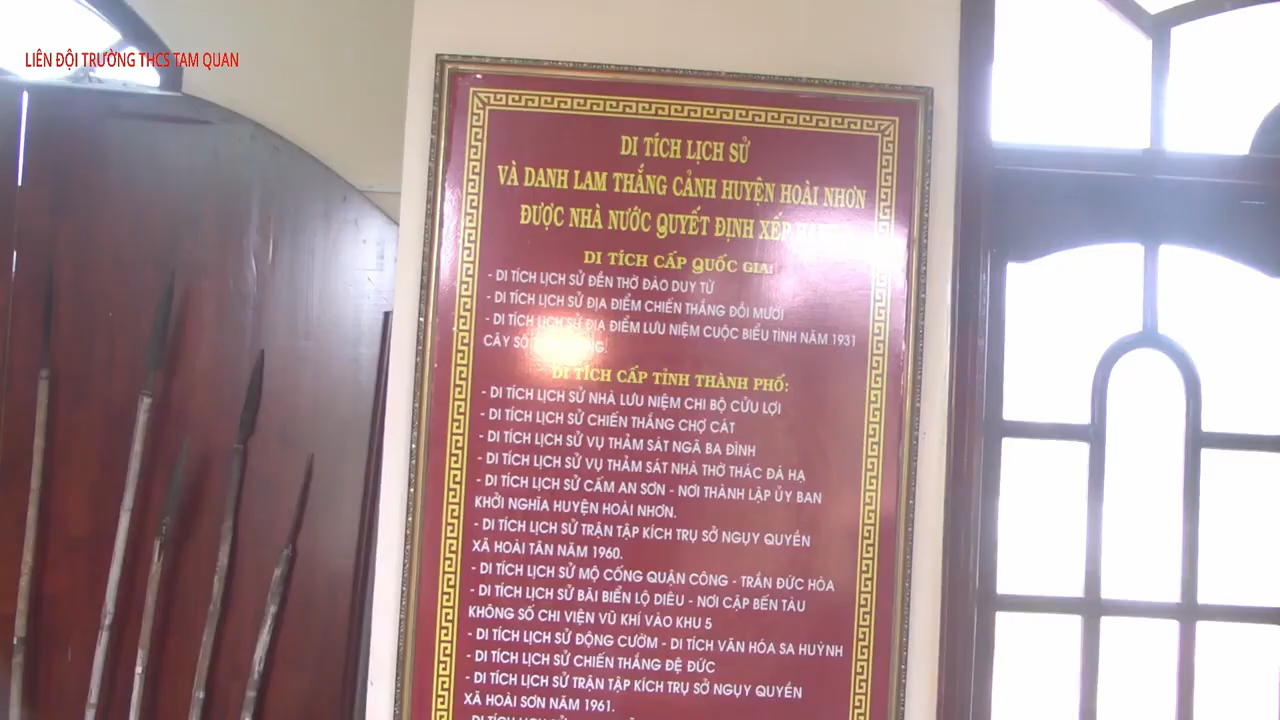 LIÊN ĐỘI TRƯỜNG THCS TAM QUAN
DI TÍCH LỊCH SỬ
VÀ DANH LAM THẮNG CẢNH HUYỆN HOÀI NHƠN
ĐƯỢC NHÀ NƯỚC QUYẾT ĐỊNH XẾP
DI TÍCH CẤP QUỐC GIA:
- DI TÍCH LỊCH SỬ ĐỀN THỜ ĐÀO DUY TỪ
- DI TÍCH LỊCH SỬ ĐỊA ĐIỂM CHIẾN THẮNG ĐỒI MƯỜI
- DI TÍCH LỊCH SỬ ĐỊA ĐIỂM LƯU NIỆM CUỘC BIỂU TÌNH NĂM 1931
CÂY SỐ
DI TÍCH CẤP TỈNH THÀNH PHỐ:
- DI TÍCH LỊCH SỬ NHÀ LƯU NIỆM CHI BỘ CỬU LỢI
- DI TÍCH LỊCH SỬ CHIẾN THẮNG CHỢ CÁT
- DI TÍCH LỊCH SỬ VỤ THẢM SÁT NGÃ BA ĐÌNH
- DI TÍCH LỊCH SỬ VỤ THẢM SÁT NHÀ THỜ THÁC ĐÁ HẠ
- DI TÍCH LỊCH SỬ CẤM AN SƠN - NƠI THÀNH LẬP ỦY BAN
KHỞI NGHĨA HUYỆN HOÀI NHƠN.
- DI TÍCH LỊCH SỬ TRẬN TẬP KÍCH TRỤ SỞ NGỤY QUYỀN
XÃ HOÀI TÂN NĂM 1960.
- DI TÍCH LỊCH SỬ MỘ CỐNG QUẬN CÔNG - TRẦN ĐỨC HÒA
- DI TÍCH LỊCH SỬ BÃI BIỂN LỘ DIÊU - NƠI CẬP BẾN TÀU
KHÔNG SỐ CHI VIỆN VŨ KHÍ VÀO KHU 5
- DI TÍCH LỊCH SỬ ĐỘNG CƯỜM - DI TÍCH VĂN HÓA SA HUỲNH
- DI TÍCH LỊCH SỬ CHIẾN THẮNG ĐỆ ĐỨC
- DI TÍCH LỊCH SỬ TRẬN TẬP KÍCH TRỤ SỞ NGỤY QUYỀN
XÃ HOÀI SƠN NĂM 1961.